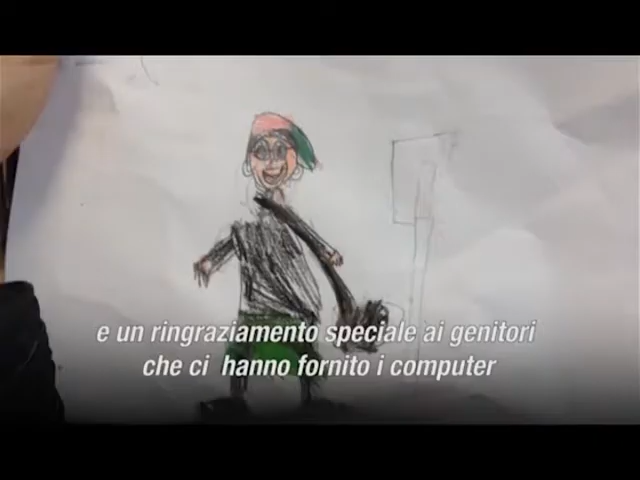 e un ringraziamento speciale ai genitori
che ci hanno fornito i computer